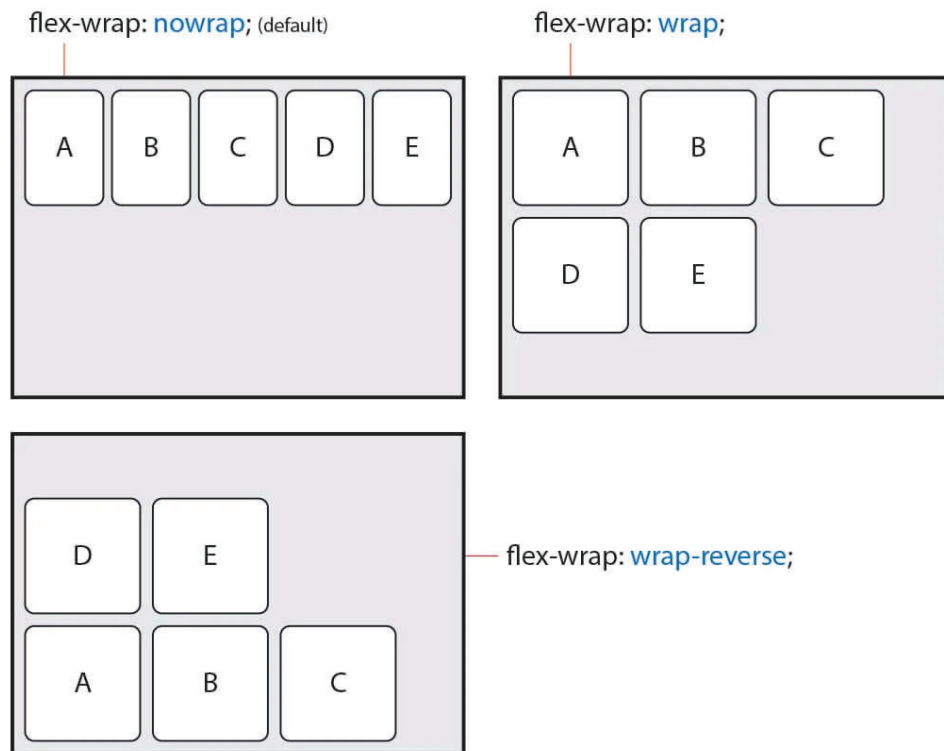 flex-wrap: nowrap; (default)
flex-wrap: wrap;
A B C D E
A B C
D E
D E
flex-wrap: wrap-reverse;
A B C